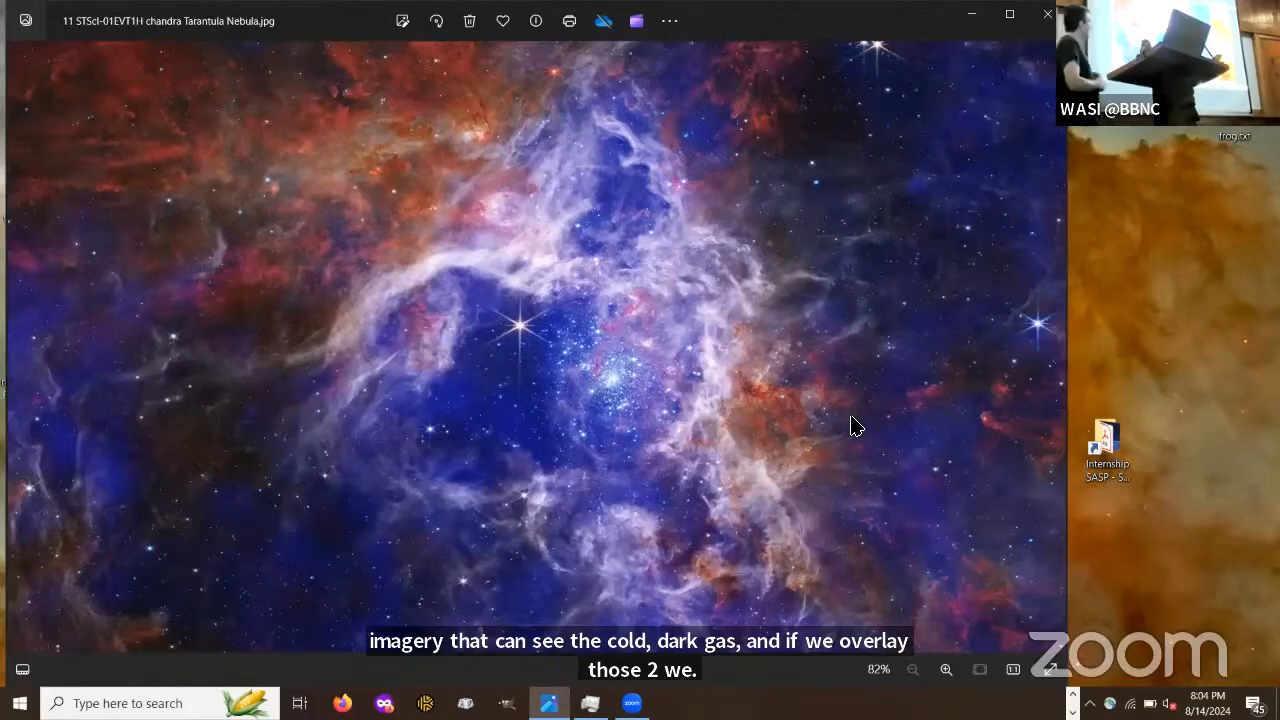 11 STScI-01EVT1H chandra Tarantula Nebula.jpg
WASI @BBNC
frog.txt
Internship
SASP - S...
imagery that can see the cold, dark gas, and if we overlay
those 2 we.
82%
zoom
Type here to search
zoom
8:04 PM
8/14/2024
45